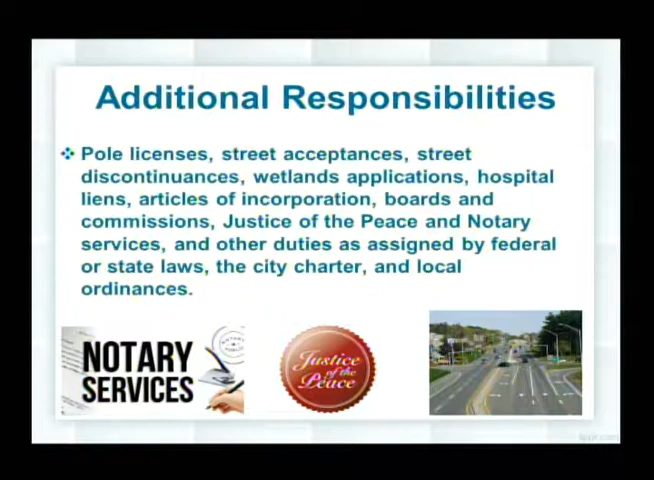 Additional Responsibilities
Pole licenses, street acceptances, street
discontinuances, wetlands applications, hospital
liens, articles of incorporation, boards and
commissions, Justice of the Peace and Notary
services, and other duties as assigned by federal
or state laws, the city charter, and local
ordinances.
NOTARY
SERVICES
Justice
of the
Peace